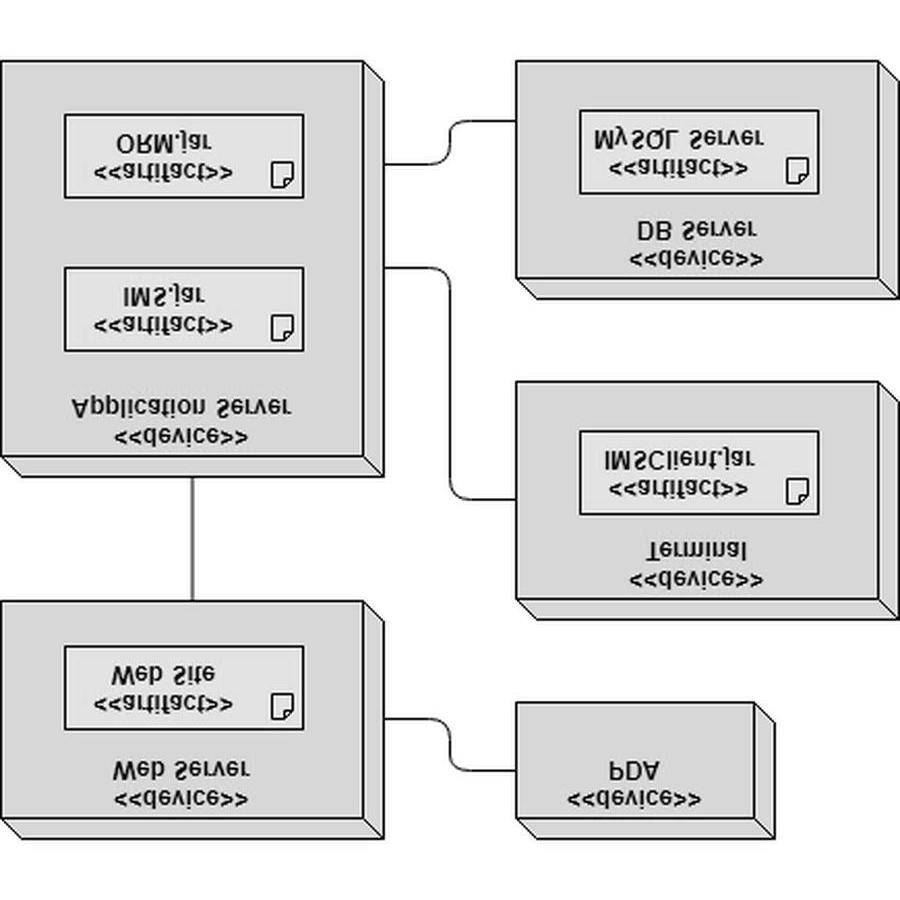 <<device>>
Web Server
<<artifact>>
Web Site
<<device>>
PDA
<<device>>
Application Server
<<artifact>>
IMS.jar
<<artifact>>
ORM.jar
<<device>>
Terminal
<<artifact>>
IMSClient.jar
<<device>>
DB Server
<<artifact>>
MySQL Server